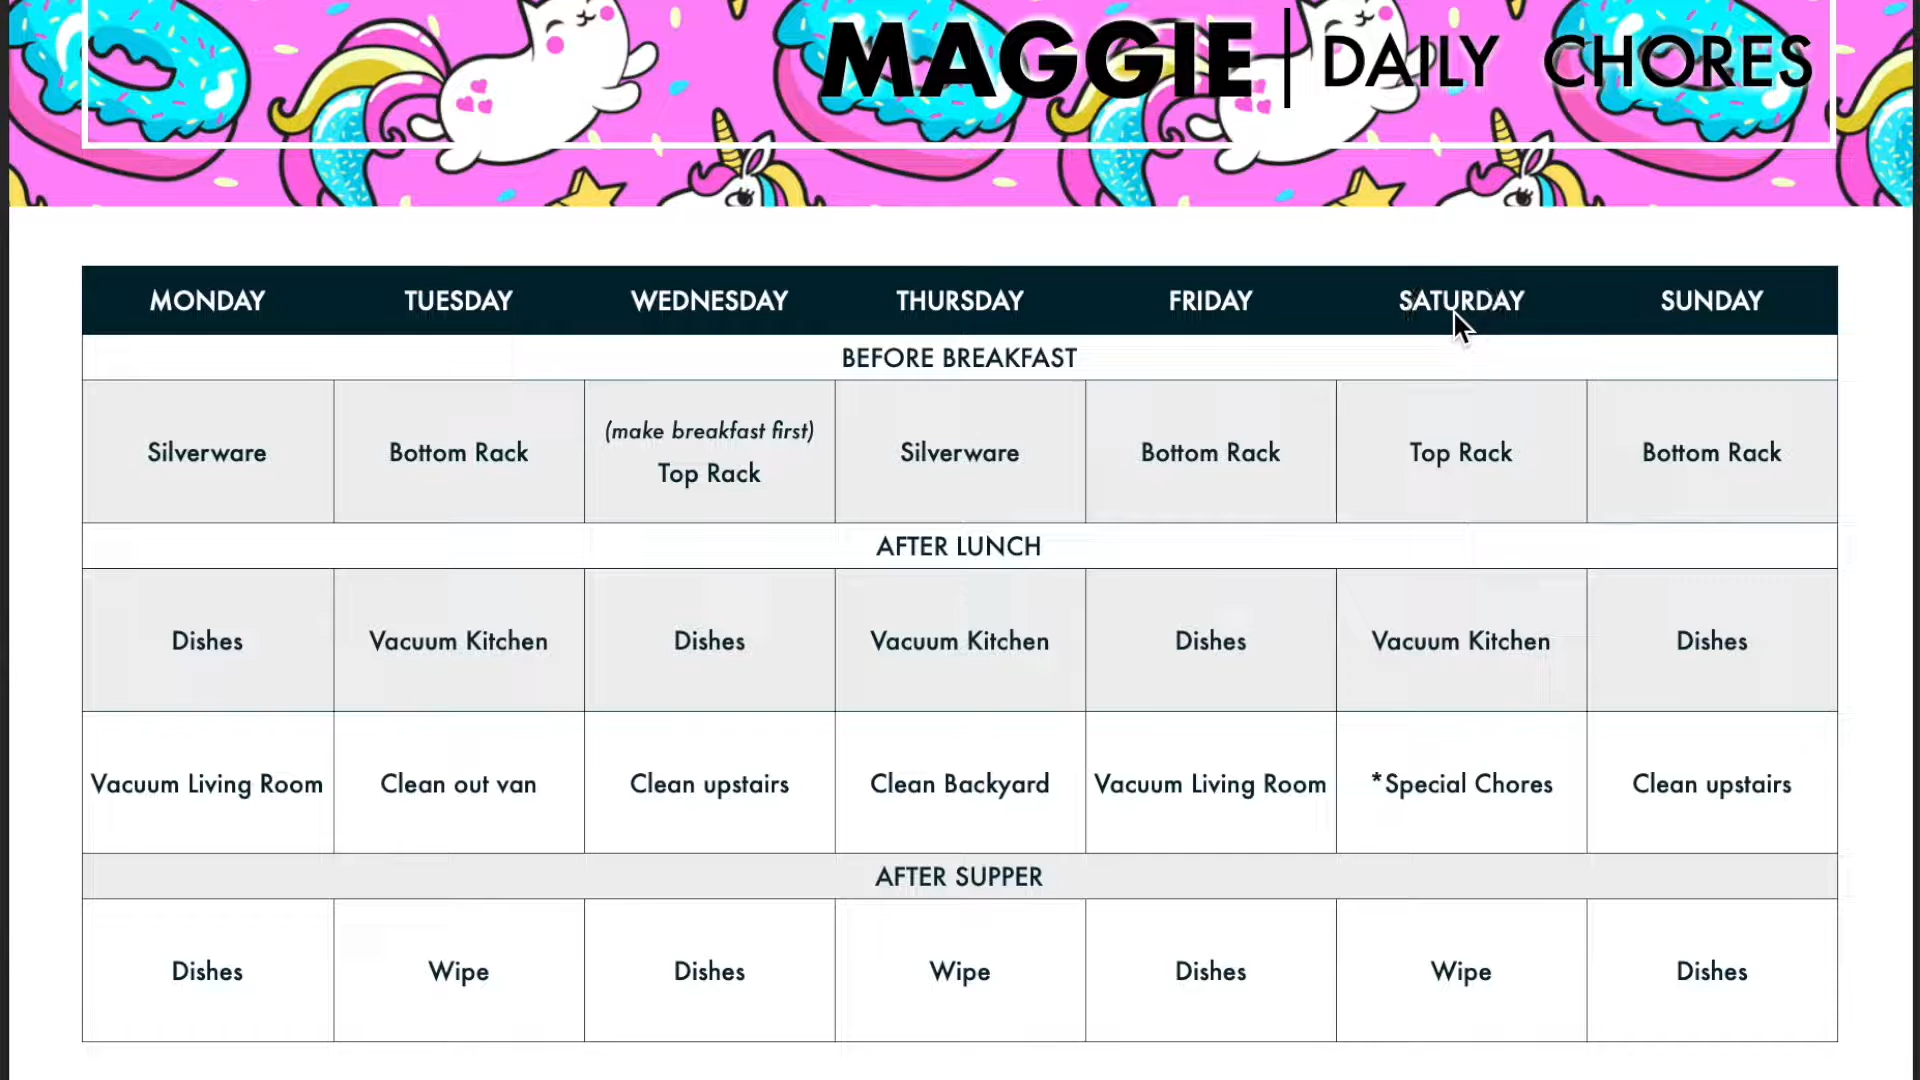 MAGGIE | DAILY CHORES
MONDAY TUESDAY WEDNESDAY THURSDAY FRIDAY SATURDAY SUNDAY
BEFORE BREAKFAST
Silverware Bottom Rack (make breakfast first) Top Rack Silverware Bottom Rack Top Rack Bottom Rack
AFTER LUNCH
Dishes Vacuum Kitchen Dishes Vacuum Kitchen Dishes Vacuum Kitchen Dishes
Vacuum Living Room Clean out van Clean upstairs Clean Backyard Vacuum Living Room *Special Chores Clean upstairs
AFTER SUPPER
Dishes Wipe Dishes Wipe Dishes Wipe Dishes